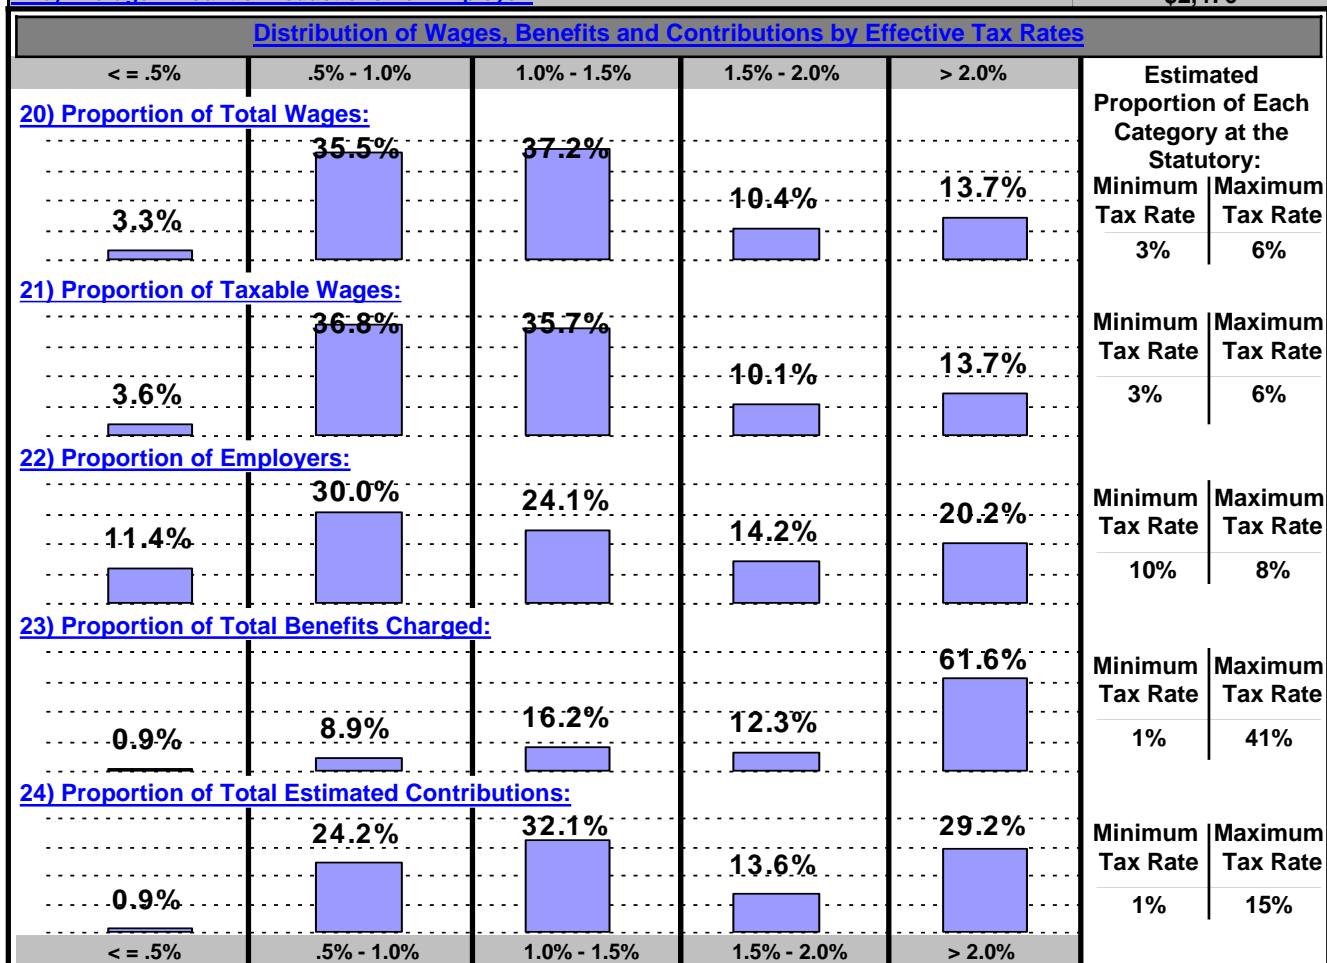 $2,476
Distribution of Wages, Benefits and Contributions by Effective Tax Rates
< = .5% .5% - 1.0% 1.0% - 1.5% 1.5% - 2.0% > 2.0%
Estimated
Proportion of Each
Category at the
Statutory:
20) Proportion of Total Wages:
3.3% 35.5% 37.2% 10.4% 13.7%
Minimum Maximum
Tax Rate Tax Rate
3% 6%
21) Proportion of Taxable Wages:
3.6% 36.8% 35.7% 10.1% 13.7%
Minimum Maximum
Tax Rate Tax Rate
3% 6%
22) Proportion of Employers:
11.4% 30.0% 24.1% 14.2% 20.2%
Minimum Maximum
Tax Rate Tax Rate
10% 8%
23) Proportion of Total Benefits Charged:
0.9% 8.9% 16.2% 12.3% 61.6%
Minimum Maximum
Tax Rate Tax Rate
1% 41%
24) Proportion of Total Estimated Contributions:
0.9% 24.2% 32.1% 13.6% 29.2%
Minimum Maximum
Tax Rate Tax Rate
1% 15%
< = .5% .5% - 1.0% 1.0% - 1.5% 1.5% - 2.0% > 2.0%